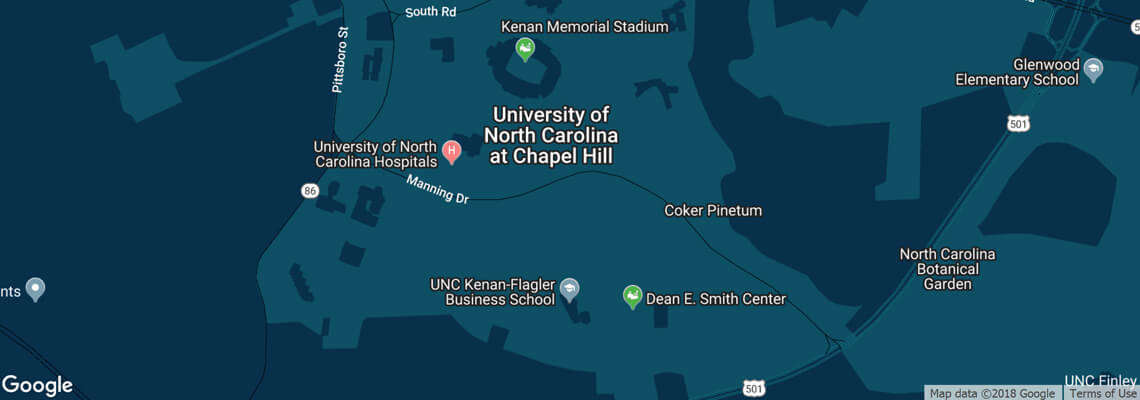 South Rd
Kenan Memorial Stadium
Pittsboro St
Glenwood
Elementary School
501
University of
North Carolina
at Chapel Hill
University of North
Carolina Hospitals
H
Manning Dr
86
Coker Pinetum
North Carolina
Botanical
Garden
nts
UNC Kenan-Flagler
Business School
Dean E. Smith Center
501
UNC Finley
Google
Map data ©2018 Google
Terms of Use